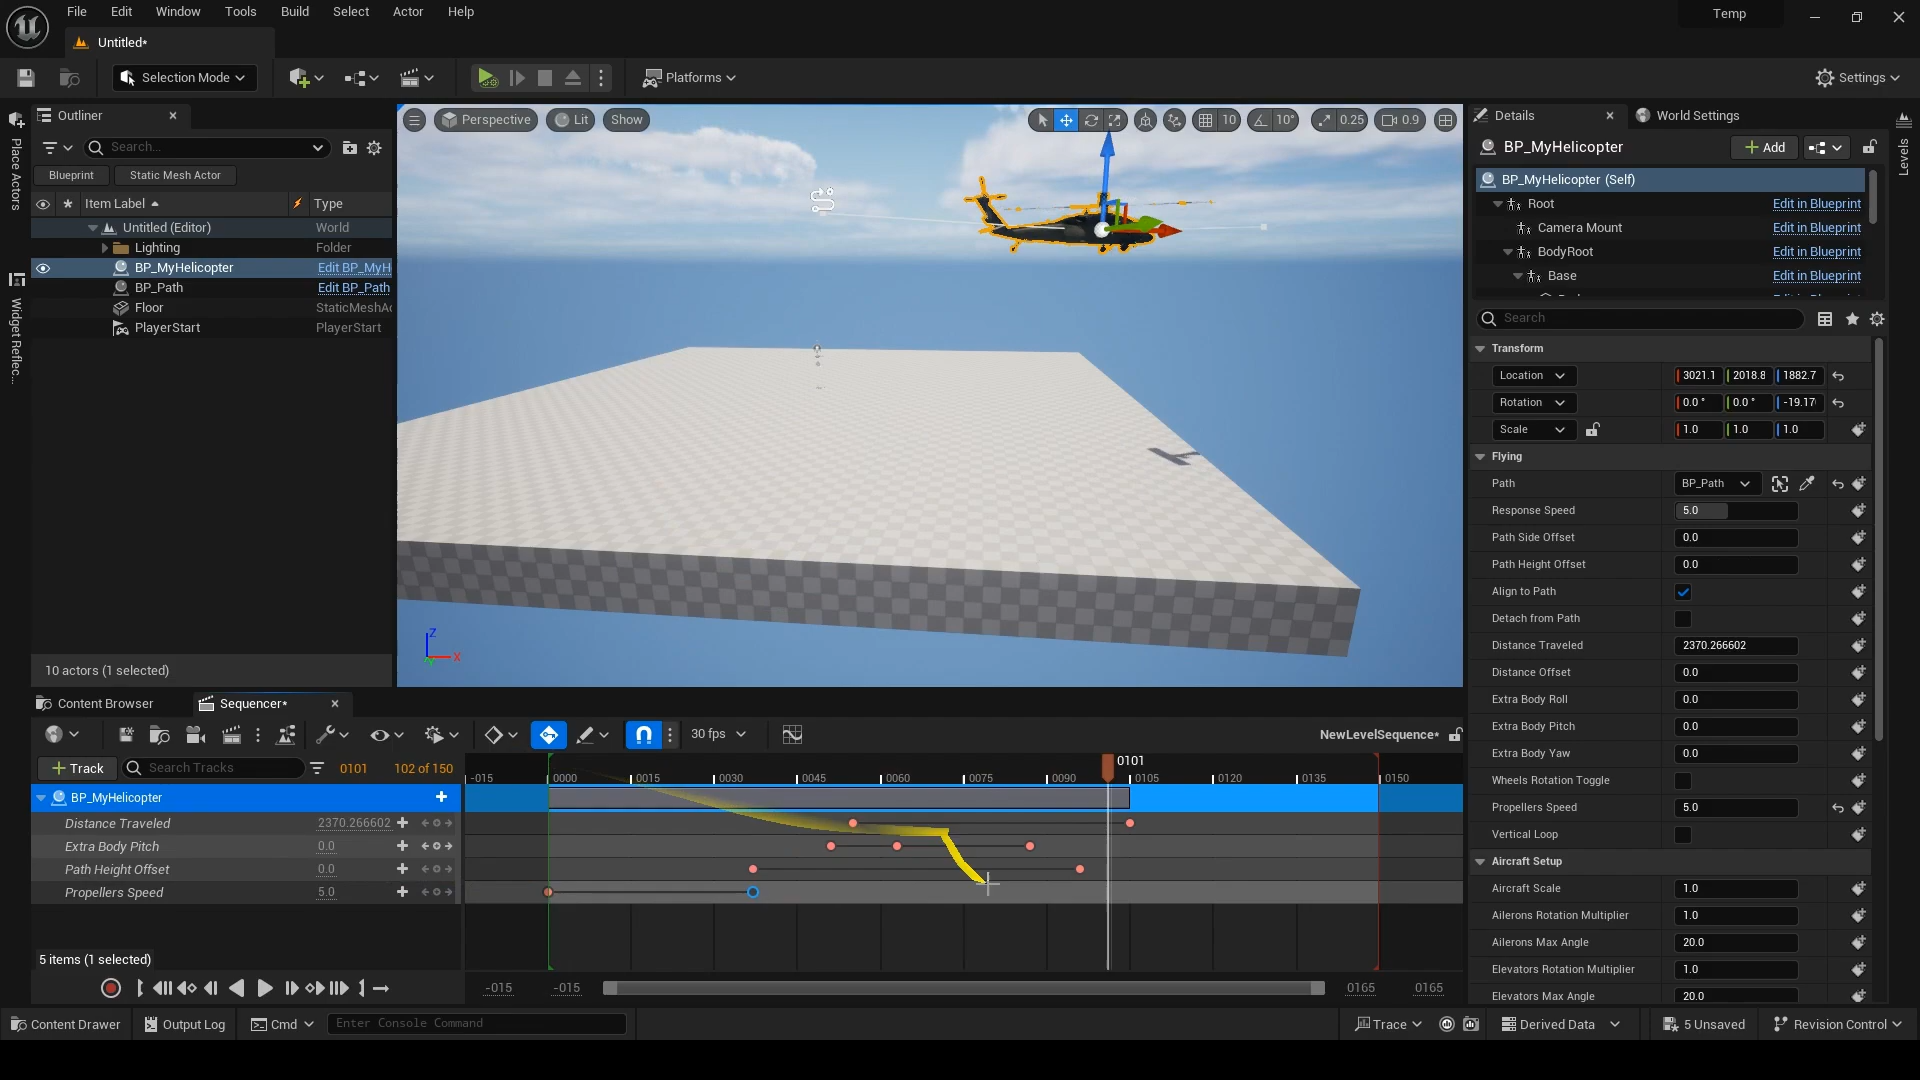 File Edit Window Tools Build Select Actor Help
Temp
Untitled*
Selection Mode
Platforms
Settings
Outliner
Search...
Blueprint Static Mesh Actor
Item Label Type
Untitled (Editor) World
Lighting Folder
BP_MyHelicopter Edit BP_MyH
BP_Path Edit BP_Path
Floor StaticMeshAc
PlayerStart PlayerStart
10 actors (1 selected)
Place Actors
Widget Reflec...
Perspective Lit Show
10 10° 0.25 0.9
Z
X
Details World Settings
Levels
BP_MyHelicopter Add
BP_MyHelicopter (Self)
Root Edit in Blueprint
Camera Mount Edit in Blueprint
BodyRoot Edit in Blueprint
Base Edit in Blueprint
Search
Transform
Location 3021.1 2018.8 1882.7
Rotation 0.0 ° 0.0 ° -19.17
Scale 1.0 1.0 1.0
Flying
Path BP_Path
Response Speed 5.0
Path Side Offset 0.0
Path Height Offset 0.0
Align to Path
Detach from Path
Distance Traveled 2370.266602
Distance Offset 0.0
Extra Body Roll 0.0
Extra Body Pitch 0.0
Extra Body Yaw 0.0
Wheels Rotation Toggle
Propellers Speed 5.0
Vertical Loop
Aircraft Setup
Aircraft Scale 1.0
Ailerons Rotation Multiplier 1.0
Ailerons Max Angle 20.0
Elevators Rotation Multiplier 1.0
Elevators Max Angle 20.0
Content Browser Sequencer*
30 fps
NewLevelSequence*
Track Search Tracks 0101 102 of 150
-015 0000 0015 0030 0045 0060 0075 0090 0101 0105 0120 0135 0150
BP_MyHelicopter
Distance Traveled 2370.266602
Extra Body Pitch 0.0
Path Height Offset 0.0
Propellers Speed 5.0
5 items (1 selected)
-015 -015 0165 0165
Content Drawer Output Log Cmd Enter Console Command
Trace Derived Data 5 Unsaved Revision Control